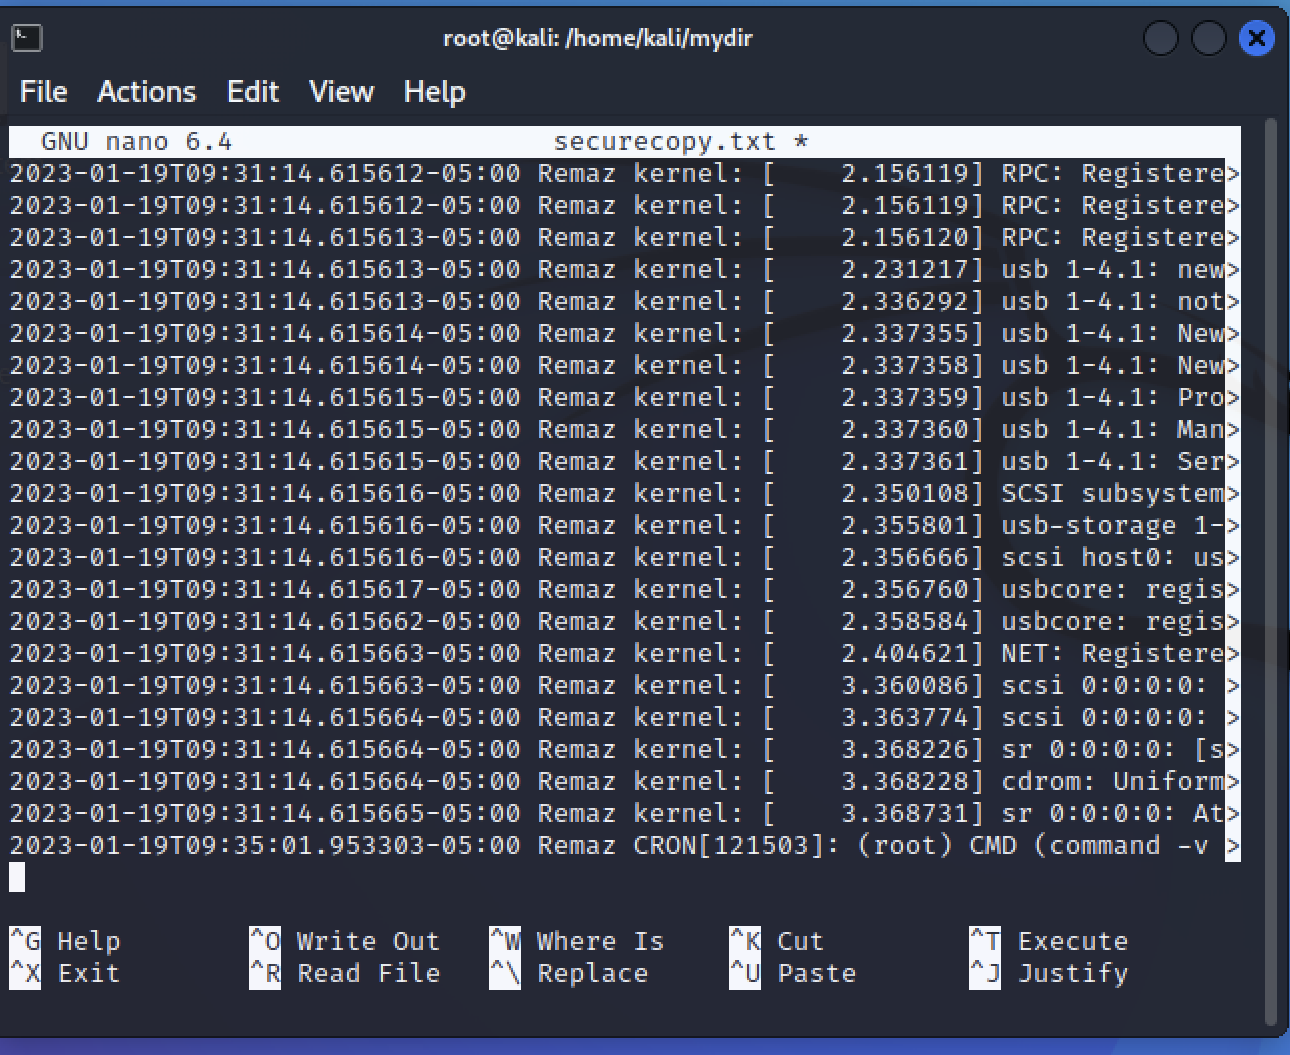 root@kali: /home/kali/mydir
File Actions Edit View Help
GNU nano 6.4 securecopy.txt *
2023-01-19T09:31:14.615612-05:00 Remaz kernel: [ 2.156119] RPC: Registere>
2023-01-19T09:31:14.615612-05:00 Remaz kernel: [ 2.156119] RPC: Registere>
2023-01-19T09:31:14.615613-05:00 Remaz kernel: [ 2.156120] RPC: Registere>
2023-01-19T09:31:14.615613-05:00 Remaz kernel: [ 2.231217] usb 1-4.1: new>
2023-01-19T09:31:14.615613-05:00 Remaz kernel: [ 2.336292] usb 1-4.1: not>
2023-01-19T09:31:14.615614-05:00 Remaz kernel: [ 2.337355] usb 1-4.1: New>
2023-01-19T09:31:14.615614-05:00 Remaz kernel: [ 2.337358] usb 1-4.1: New>
2023-01-19T09:31:14.615615-05:00 Remaz kernel: [ 2.337359] usb 1-4.1: Pro>
2023-01-19T09:31:14.615615-05:00 Remaz kernel: [ 2.337360] usb 1-4.1: Man>
2023-01-19T09:31:14.615615-05:00 Remaz kernel: [ 2.337361] usb 1-4.1: Ser>
2023-01-19T09:31:14.615616-05:00 Remaz kernel: [ 2.350108] SCSI subsystem>
2023-01-19T09:31:14.615616-05:00 Remaz kernel: [ 2.355801] usb-storage 1->
2023-01-19T09:31:14.615616-05:00 Remaz kernel: [ 2.356666] scsi host0: us>
2023-01-19T09:31:14.615617-05:00 Remaz kernel: [ 2.356760] usbcore: regis>
2023-01-19T09:31:14.615662-05:00 Remaz kernel: [ 2.358584] usbcore: regis>
2023-01-19T09:31:14.615663-05:00 Remaz kernel: [ 2.404621] NET: Registere>
2023-01-19T09:31:14.615663-05:00 Remaz kernel: [ 3.360086] scsi 0:0:0:0: >
2023-01-19T09:31:14.615664-05:00 Remaz kernel: [ 3.363774] scsi 0:0:0:0: >
2023-01-19T09:31:14.615664-05:00 Remaz kernel: [ 3.368226] sr 0:0:0:0: [s>
2023-01-19T09:31:14.615664-05:00 Remaz kernel: [ 3.368228] cdrom: Uniform>
2023-01-19T09:31:14.615665-05:00 Remaz kernel: [ 3.368731] sr 0:0:0:0: At>
2023-01-19T09:35:01.953303-05:00 Remaz CRON[121503]: (root) CMD (command -v >
^G Help ^O Write Out ^W Where Is ^K Cut ^T Execute
^X Exit ^R Read File ^\ Replace ^U Paste ^J Justify